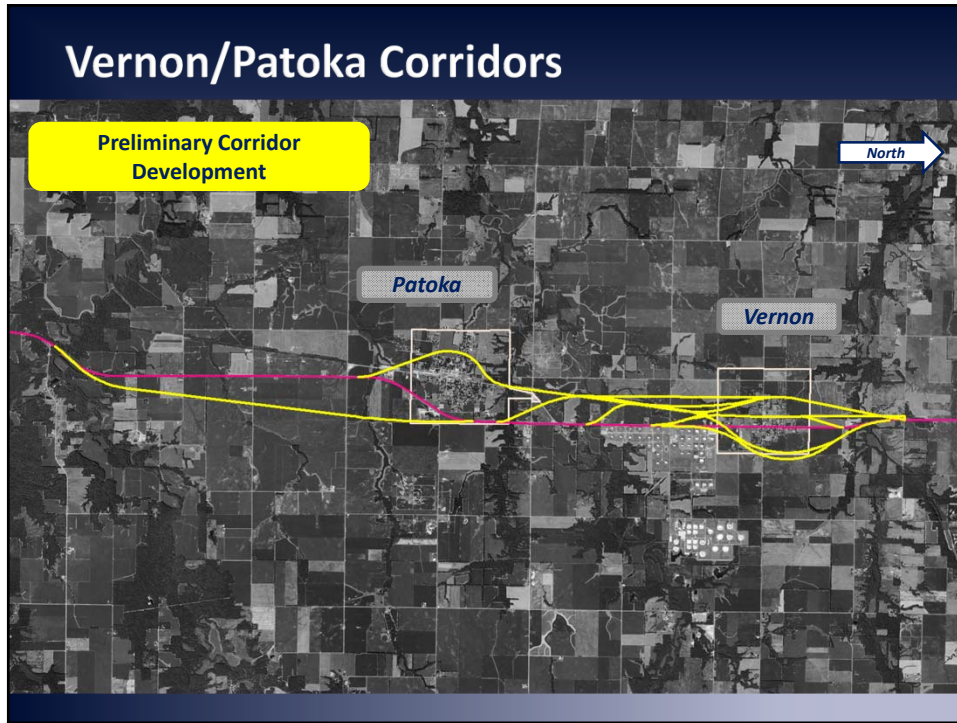 Vernon/Patoka Corridors
Preliminary Corridor
Development
North
Patoka
Vernon